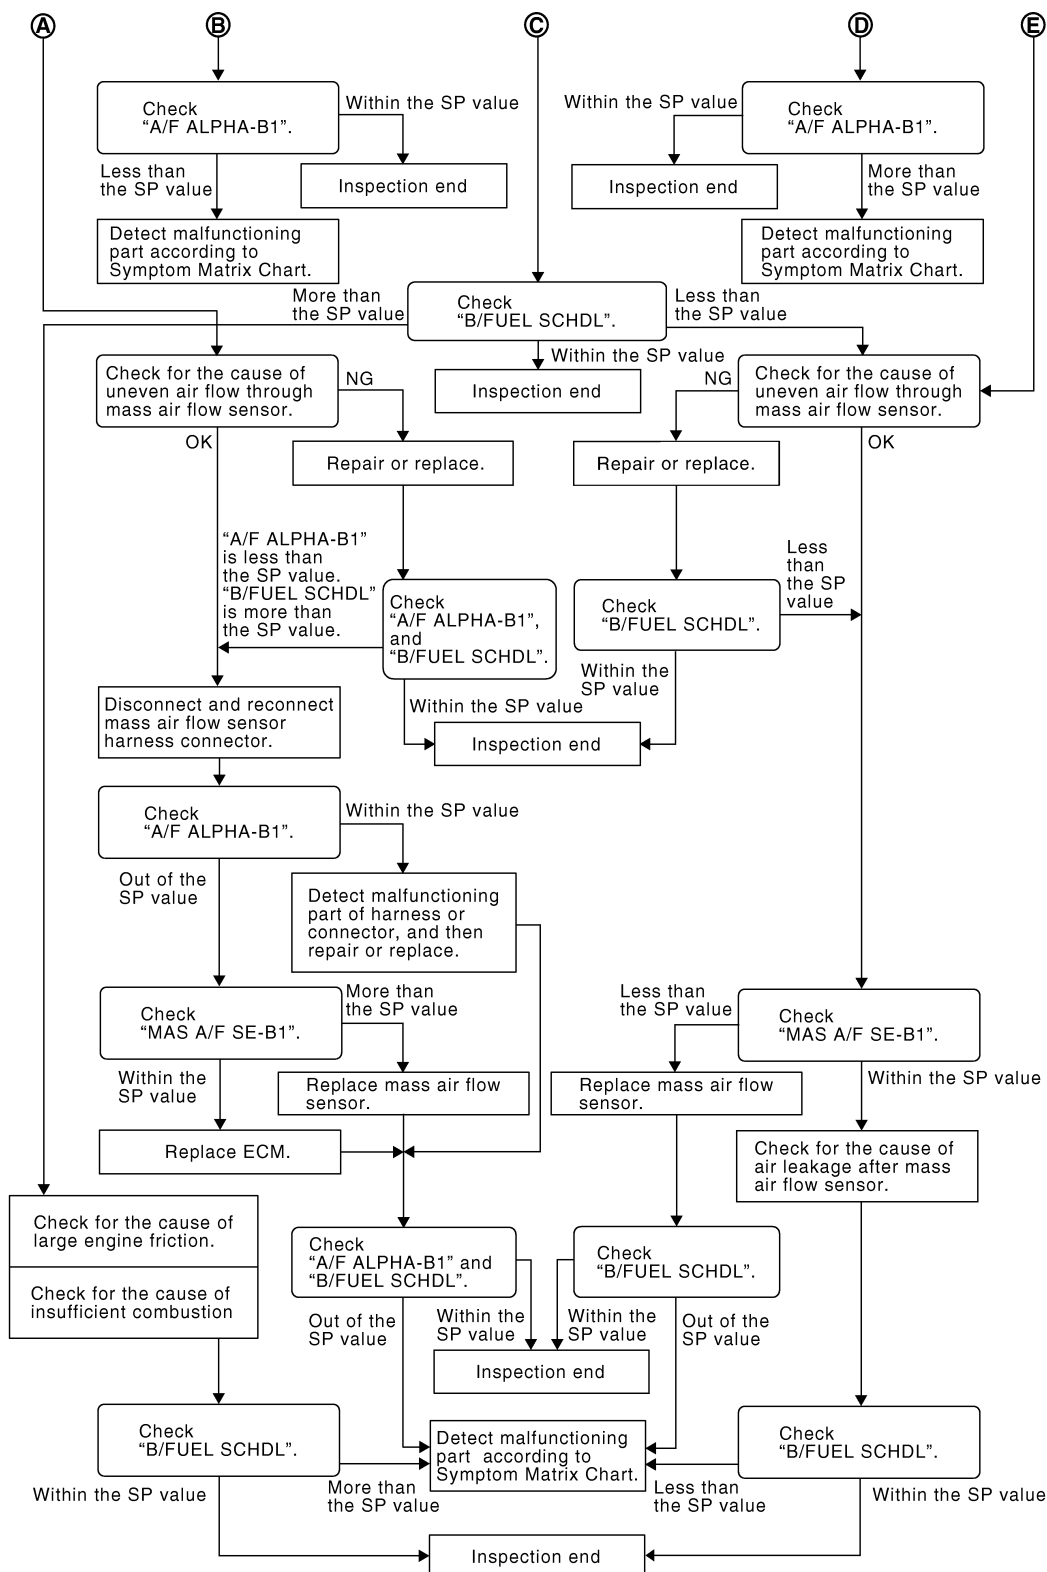 A
B
C
D
E
Check
“A/F ALPHA-B1”.
Within the SP value
Within the SP value
Check
“A/F ALPHA-B1”.
Less than
the SP value
Inspection end
Inspection end
More than
the SP value
Detect malfunctioning
part according to
Symptom Matrix Chart.
Detect malfunctioning
part according to
Symptom Matrix Chart.
More than
the SP value
Check
“B/FUEL SCHDL”.
Less than
the SP value
Within the SP value
Inspection end
Check for the cause of
uneven air flow through
mass air flow sensor.
NG
NG
Check for the cause of
uneven air flow through
mass air flow sensor.
OK
OK
Repair or replace.
Repair or replace.
“A/F ALPHA-B1”
is less than
the SP value.
“B/FUEL SCHDL”
is more than
the SP value.
Check
“A/F ALPHA-B1”,
and
“B/FUEL SCHDL”.
Check
“B/FUEL SCHDL”.
Less
than
the SP
value
Within the SP value
Within the
SP value
Inspection end
Disconnect and reconnect
mass air flow sensor
harness connector.
Check
“A/F ALPHA-B1”.
Within the SP value
Out of the
SP value
Detect malfunctioning
part of harness or
connector, and then
repair or replace.
Check
“MAS A/F SE-B1”.
More than
the SP value
Less than
the SP value
Check
“MAS A/F SE-B1”.
Within the
SP value
Replace mass air flow
sensor.
Replace mass air flow
sensor.
Within the SP value
Replace ECM.
Check for the cause of
air leakage after mass
air flow sensor.
Check for the cause of
large engine friction.
Check for the cause of
insufficient combustion
Check
“A/F ALPHA-B1” and
“B/FUEL SCHDL”.
Check
“B/FUEL SCHDL”.
Out of the
SP value
Within the
SP value
Within the
SP value
Out of the
SP value
Inspection end
Check
“B/FUEL SCHDL”.
Detect malfunctioning
part according to
Symptom Matrix Chart.
Check
“B/FUEL SCHDL”.
Within the SP value
More than
the SP value
Less than
the SP value
Within the SP value
Inspection end